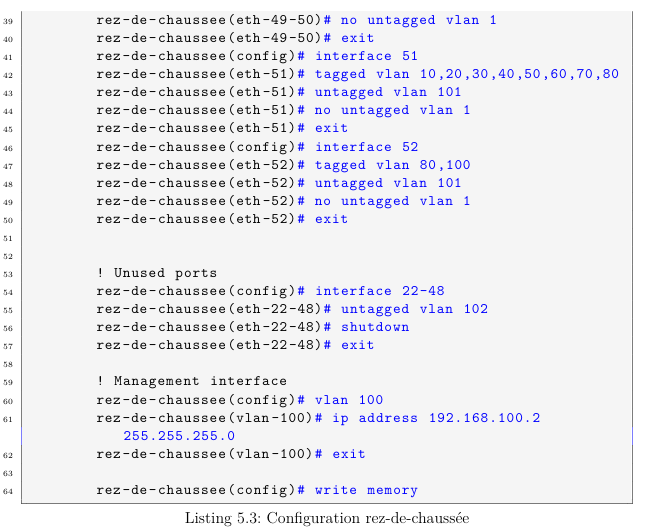 39 rez-de-chaussee(eth-49-50)# no untagged vlan 1
40 rez-de-chaussee(eth-49-50)# exit
41 rez-de-chaussee(config)# interface 51
42 rez-de-chaussee(eth-51)# tagged vlan 10,20,30,40,50,60,70,80
43 rez-de-chaussee(eth-51)# untagged vlan 101
44 rez-de-chaussee(eth-51)# no untagged vlan 1
45 rez-de-chaussee(eth-51)# exit
46 rez-de-chaussee(config)# interface 52
47 rez-de-chaussee(eth-52)# tagged vlan 80,100
48 rez-de-chaussee(eth-52)# untagged vlan 101
49 rez-de-chaussee(eth-52)# no untagged vlan 1
50 rez-de-chaussee(eth-52)# exit
51
52
53 ! Unused ports
54 rez-de-chaussee(config)# interface 22-48
55 rez-de-chaussee(eth-22-48)# untagged vlan 102
56 rez-de-chaussee(eth-22-48)# shutdown
57 rez-de-chaussee(eth-22-48)# exit
58
59 ! Management interface
60 rez-de-chaussee(config)# vlan 100
61 rez-de-chaussee(vlan-100)# ip address 192.168.100.2
255.255.255.0
62 rez-de-chaussee(vlan-100)# exit
63
64 rez-de-chaussee(config)# write memory
Listing 5.3: Configuration rez-de-chaussée